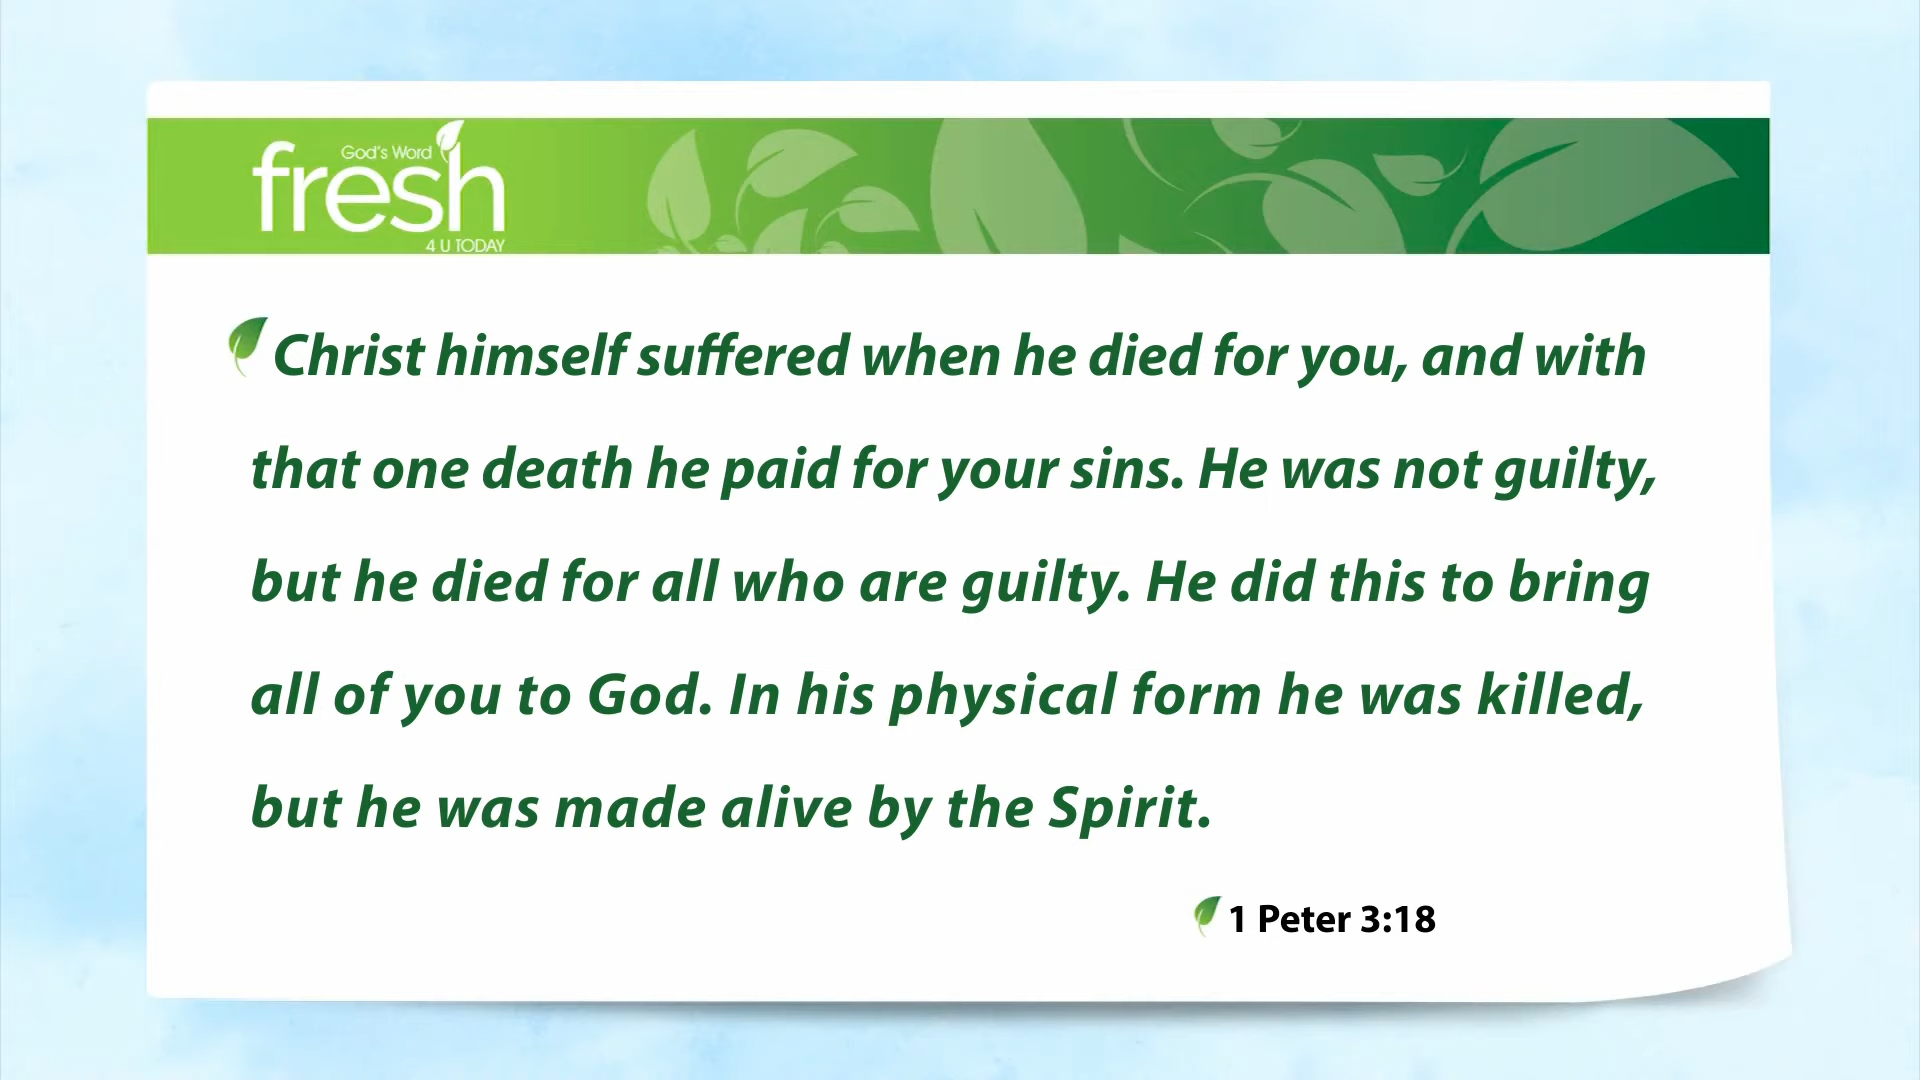 God's Word
fresh
4 U TODAY
Christ himself suffered when he died for you, and with
that one death he paid for your sins. He was not guilty,
but he died for all who are guilty. He did this to bring
all of you to God. In his physical form he was killed,
but he was made alive by the Spirit.
1 Peter 3:18